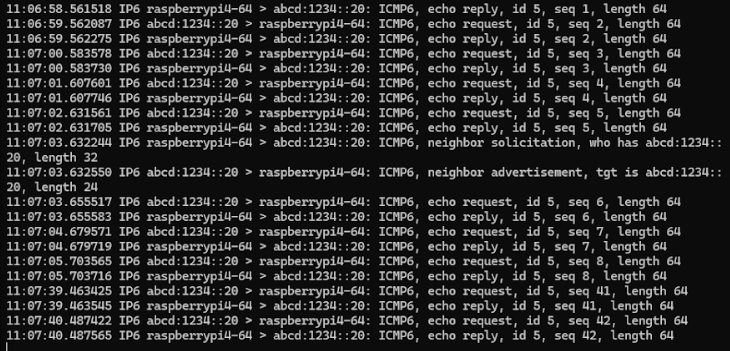 11:06:58.561518 IP6 raspberrypi4-64 > abcd:1234::20: ICMP6, echo reply, id 5, seq 1, length 64
11:06:59.562087 IP6 abcd:1234::20 > raspberrypi4-64: ICMP6, echo request, id 5, seq 2, length 64
11:06:59.562275 IP6 raspberrypi4-64 > abcd:1234::20: ICMP6, echo reply, id 5, seq 2, length 64
11:07:00.583578 IP6 abcd:1234::20 > raspberrypi4-64: ICMP6, echo request, id 5, seq 3, length 64
11:07:00.583730 IP6 raspberrypi4-64 > abcd:1234::20: ICMP6, echo reply, id 5, seq 3, length 64
11:07:01.607601 IP6 abcd:1234::20 > raspberrypi4-64: ICMP6, echo request, id 5, seq 4, length 64
11:07:01.607746 IP6 raspberrypi4-64 > abcd:1234::20: ICMP6, echo reply, id 5, seq 4, length 64
11:07:02.631561 IP6 abcd:1234::20 > raspberrypi4-64: ICMP6, echo request, id 5, seq 5, length 64
11:07:02.631705 IP6 raspberrypi4-64 > abcd:1234::20: ICMP6, echo reply, id 5, seq 5, length 64
11:07:03.632244 IP6 raspberrypi4-64 > abcd:1234::20: ICMP6, neighbor solicitation, who has abcd:1234::
20, length 32
11:07:03.632550 IP6 abcd:1234::20 > raspberrypi4-64: ICMP6, neighbor advertisement, tgt is abcd:1234::
20, length 24
11:07:03.655517 IP6 abcd:1234::20 > raspberrypi4-64: ICMP6, echo request, id 5, seq 6, length 64
11:07:03.655583 IP6 raspberrypi4-64 > abcd:1234::20: ICMP6, echo reply, id 5, seq 6, length 64
11:07:04.679571 IP6 abcd:1234::20 > raspberrypi4-64: ICMP6, echo request, id 5, seq 7, length 64
11:07:04.679719 IP6 raspberrypi4-64 > abcd:1234::20: ICMP6, echo reply, id 5, seq 7, length 64
11:07:05.703565 IP6 abcd:1234::20 > raspberrypi4-64: ICMP6, echo request, id 5, seq 8, length 64
11:07:05.703716 IP6 raspberrypi4-64 > abcd:1234::20: ICMP6, echo reply, id 5, seq 8, length 64
11:07:39.463425 IP6 abcd:1234::20 > raspberrypi4-64: ICMP6, echo request, id 5, seq 41, length 64
11:07:39.463545 IP6 raspberrypi4-64 > abcd:1234::20: ICMP6, echo reply, id 5, seq 41, length 64
11:07:40.487422 IP6 abcd:1234::20 > raspberrypi4-64: ICMP6, echo request, id 5, seq 42, length 64
11:07:40.487565 IP6 raspberrypi4-64 > abcd:1234::20: ICMP6, echo reply, id 5, seq 42, length 64